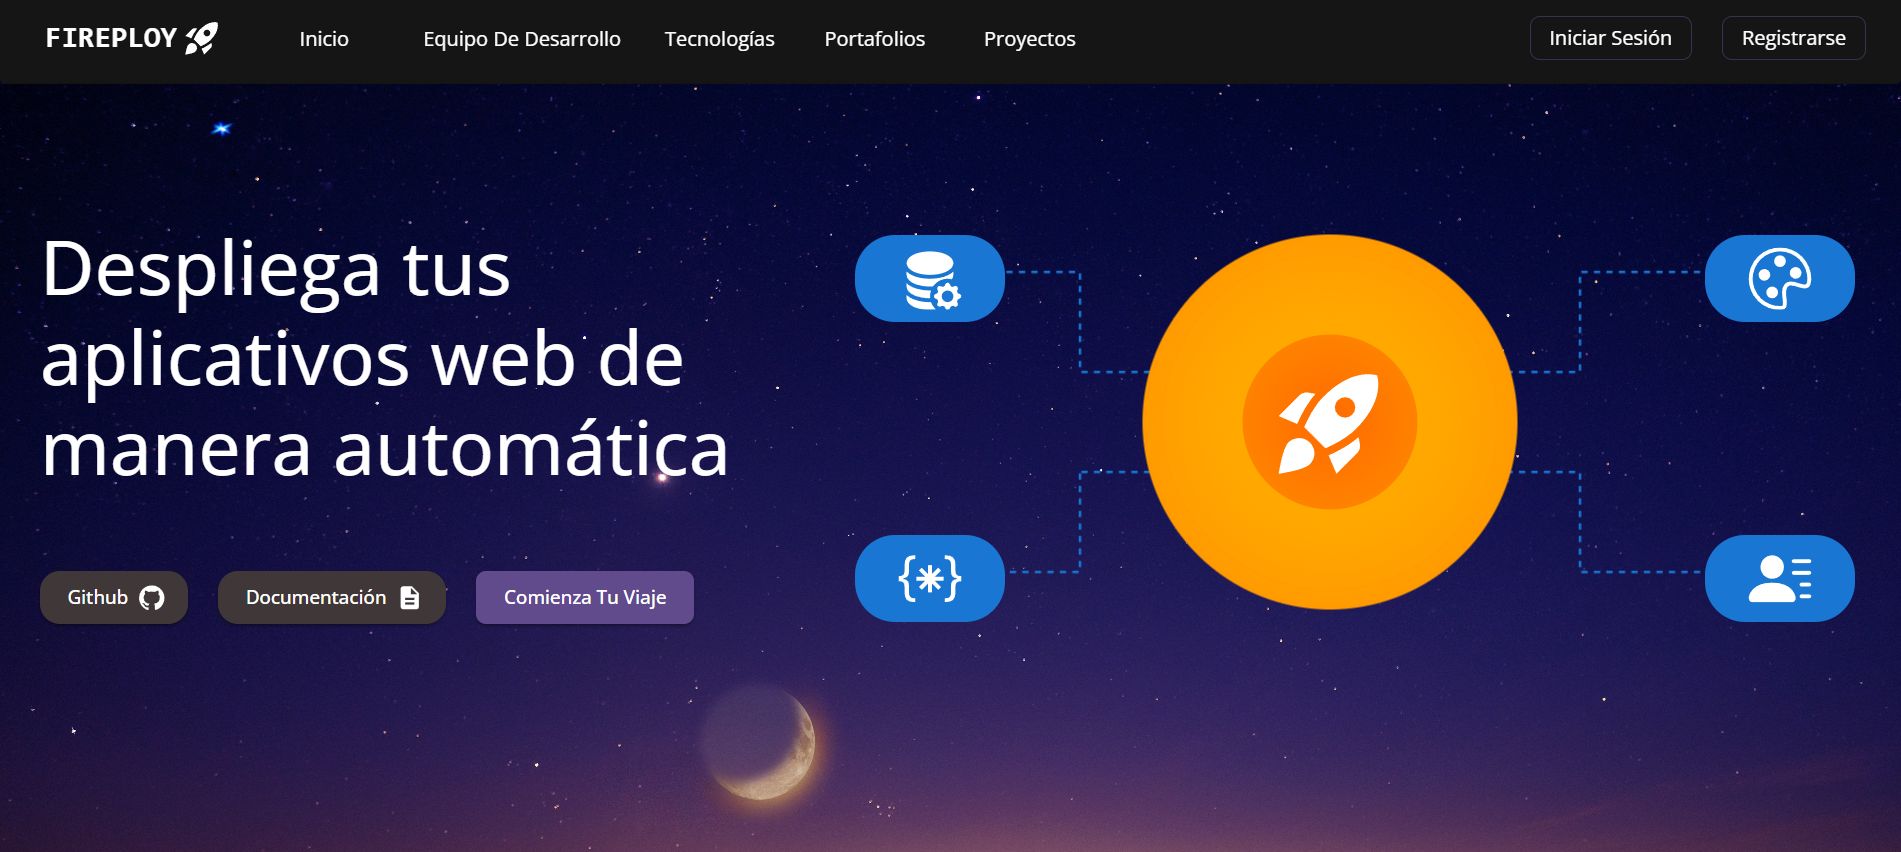 FIREPLOY
Inicio
Equipo De Desarrollo
Tecnologías
Portafolios
Proyectos
Iniciar Sesión
Registrarse
Despliega tus
aplicativos web de
manera automática
Github
Documentación
Comienza Tu Viaje